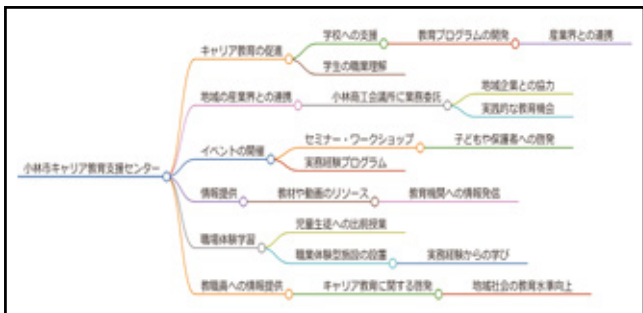 小林市キャリア教育支援センター
キャリア教育の促進
学校への支援
教育プログラムの開発
産業界との連携
学生の職業理解
地域の産業界との連携
小林商工会議所に業務委託
地域企業との協力
実践的な教育機会
イベントの開催
セミナー・ワークショップ
子どもや保護者への啓発
実務経験プログラム
情報提供
教材や動画のリソース
教育機関への情報発信
職場体験学習
児童生徒への出前授業
職業体験型施設の設置
実務経験からの学び
教職員への情報提供
キャリア教育に関する啓発
地域社会の教育水準向上